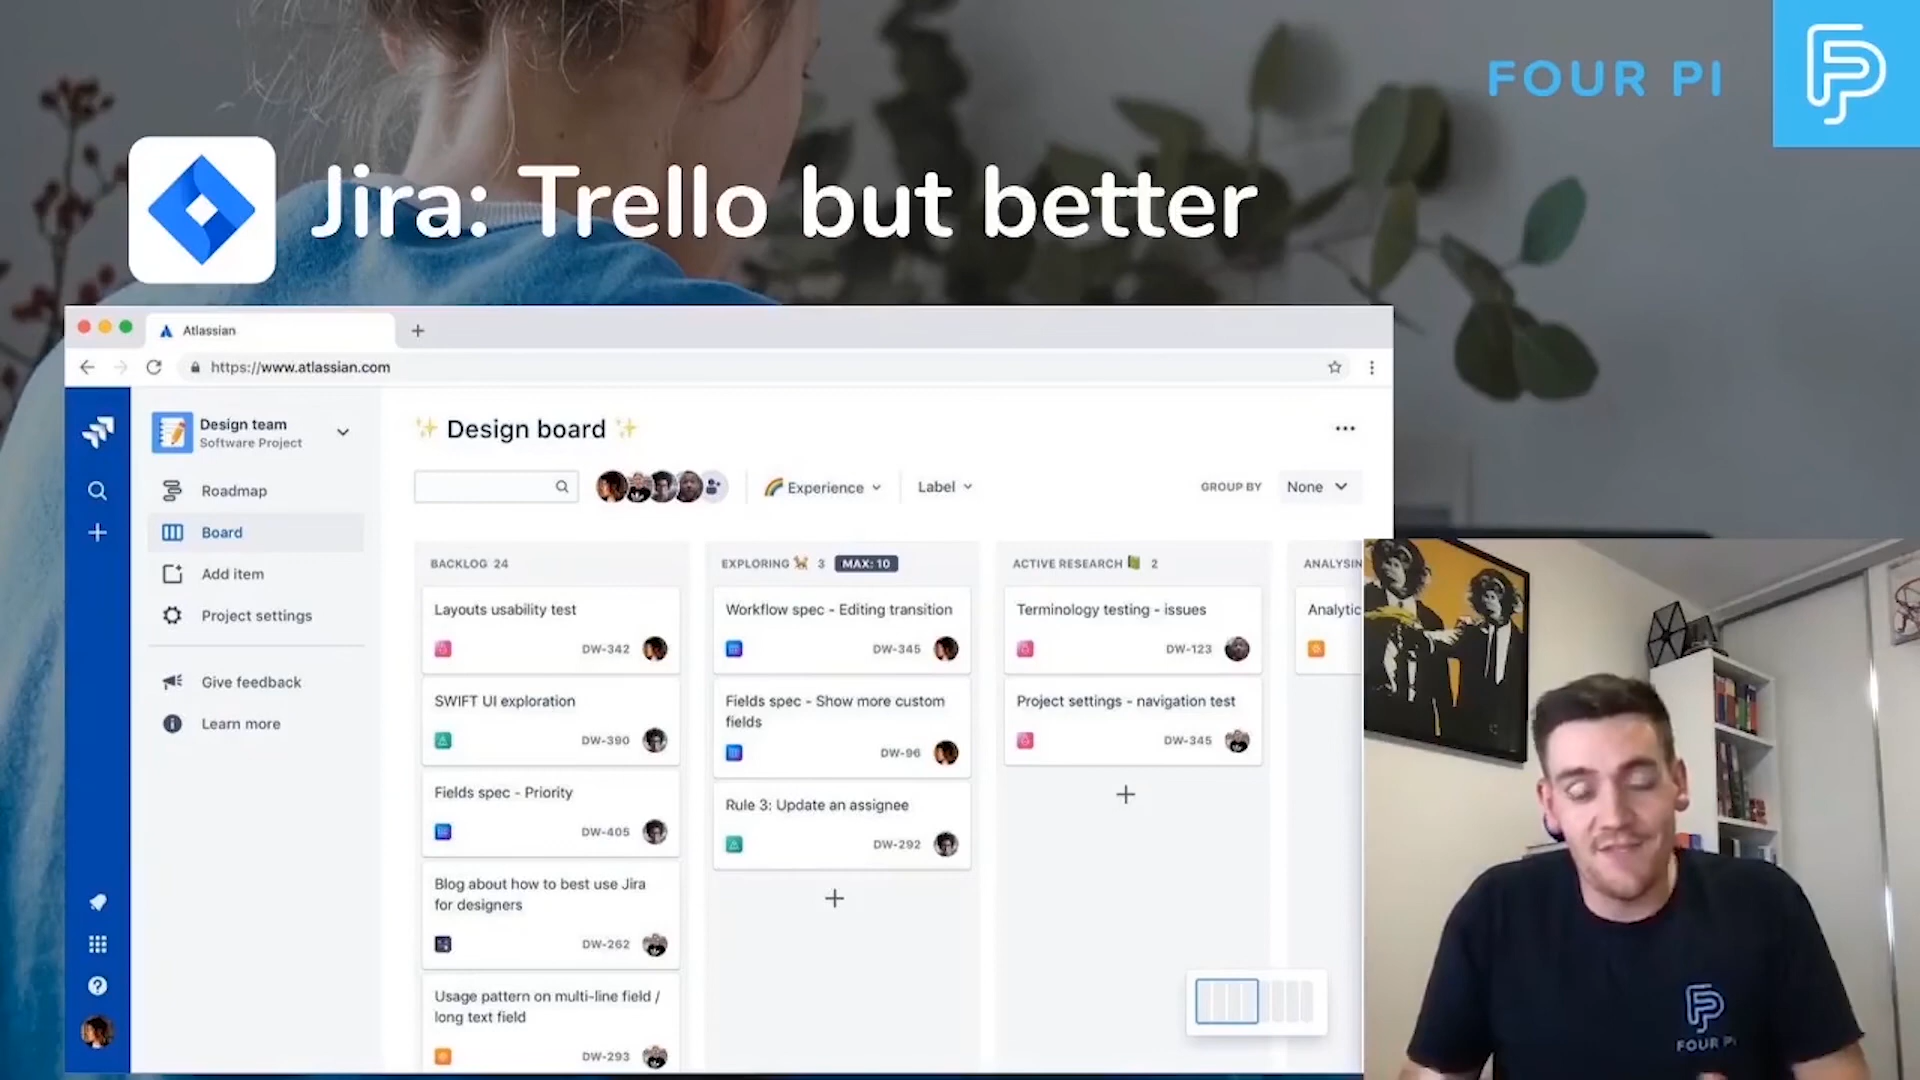 FOUR PI
Jira: Trello but better
Atlassian
https://www.atlassian.com
Design team
Software Project
Roadmap
Board
Add item
Project settings
Give feedback
Learn more
Design board
Experience
Label
GROUP BY
None
BACKLOG 24
Layouts usability test
DW-342
SWIFT UI exploration
DW-390
Fields spec - Priority
DW-405
Blog about how to best use Jira
for designers
DW-262
Usage pattern on multi-line field /
long text field
DW-293
EXPLORING 3 MAX: 10
Workflow spec - Editing transition
DW-345
Fields spec - Show more custom
fields
DW-96
Rule 3: Update an assignee
DW-292
ACTIVE RESEARCH 2
Terminology testing - issues
DW-123
Project settings - navigation test
DW-345
ANALYSIN
Analytic
FOUR PI